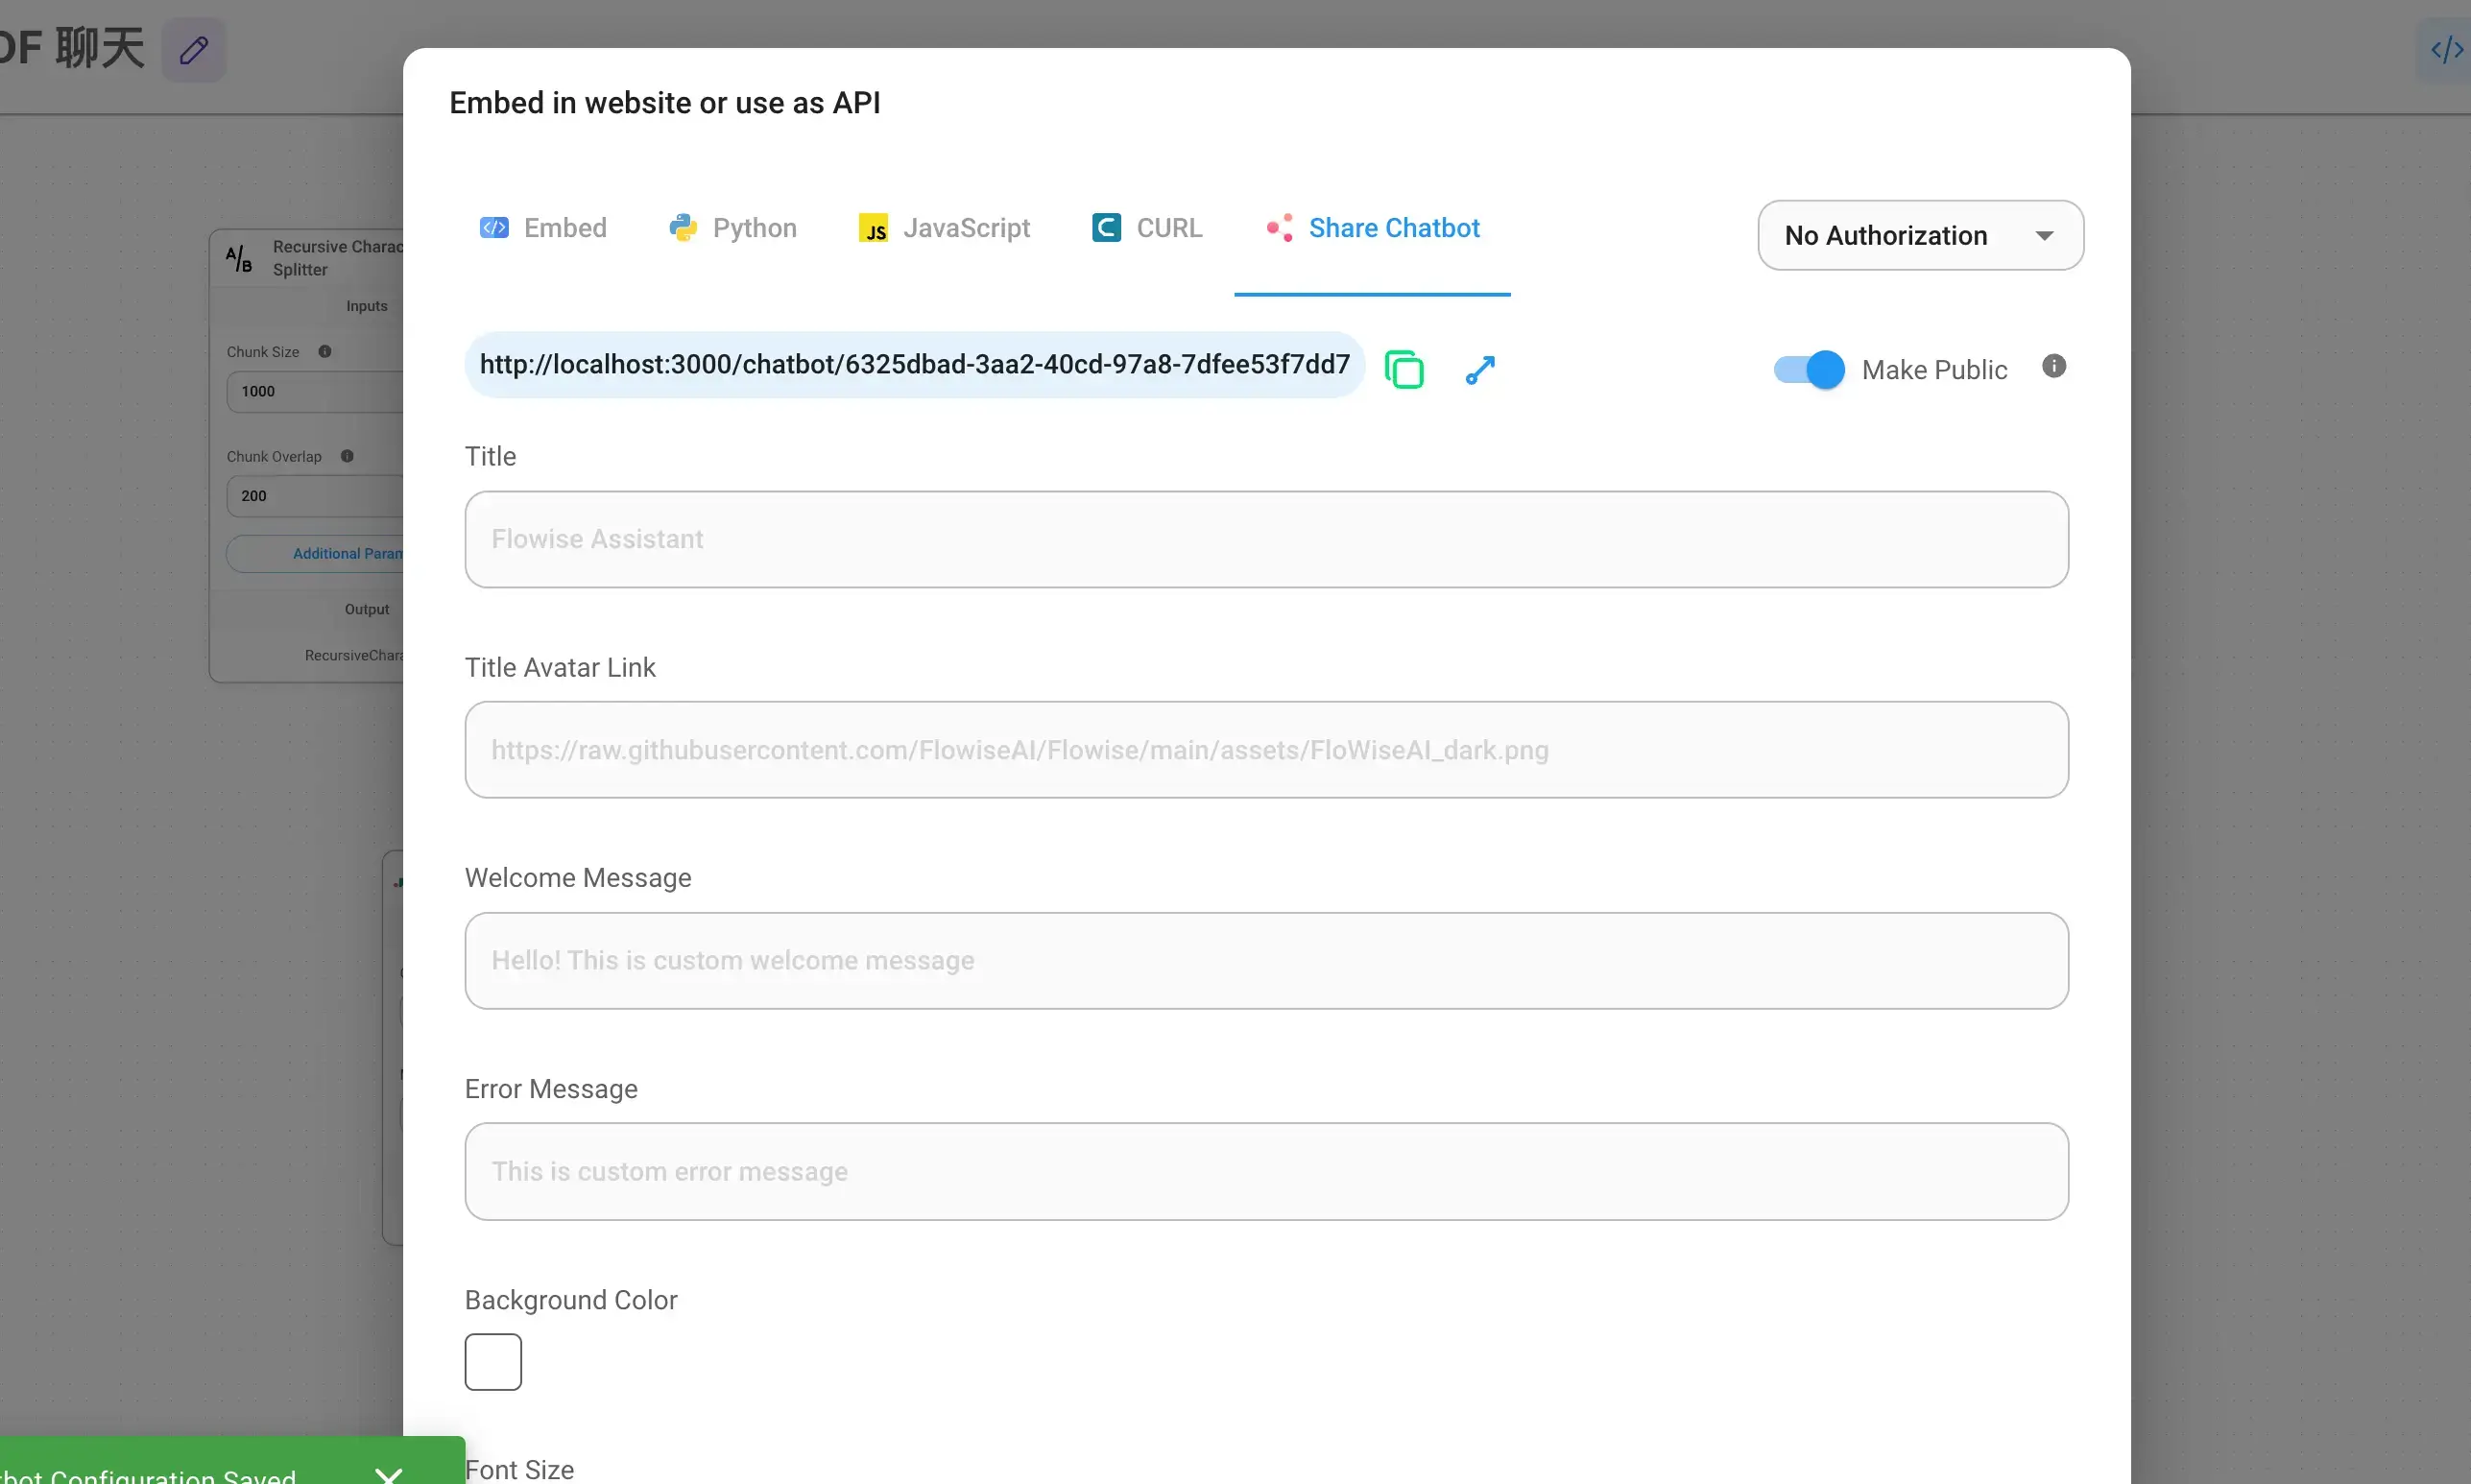 聊天
Embed in website or use as API
Embed
Python
JS JavaScript
CURL
Share Chatbot
No Authorization
http://localhost:3000/chatbot/6325dbad-3aa2-40cd-97a8-7dfee53f7dd7
Make Public
Title
Flowise Assistant
Title Avatar Link
https://raw.githubusercontent.com/FlowiseAI/Flowise/main/assets/FloWiseAI_dark.png
Welcome Message
Hello! This is custom welcome message
Error Message
This is custom error message
Background Color
Font Size
A/B
Recursive Charac
Splitter
Inputs
Chunk Size
1000
Chunk Overlap
200
Additional Param
Output
RecursiveChara
Configuration Saved